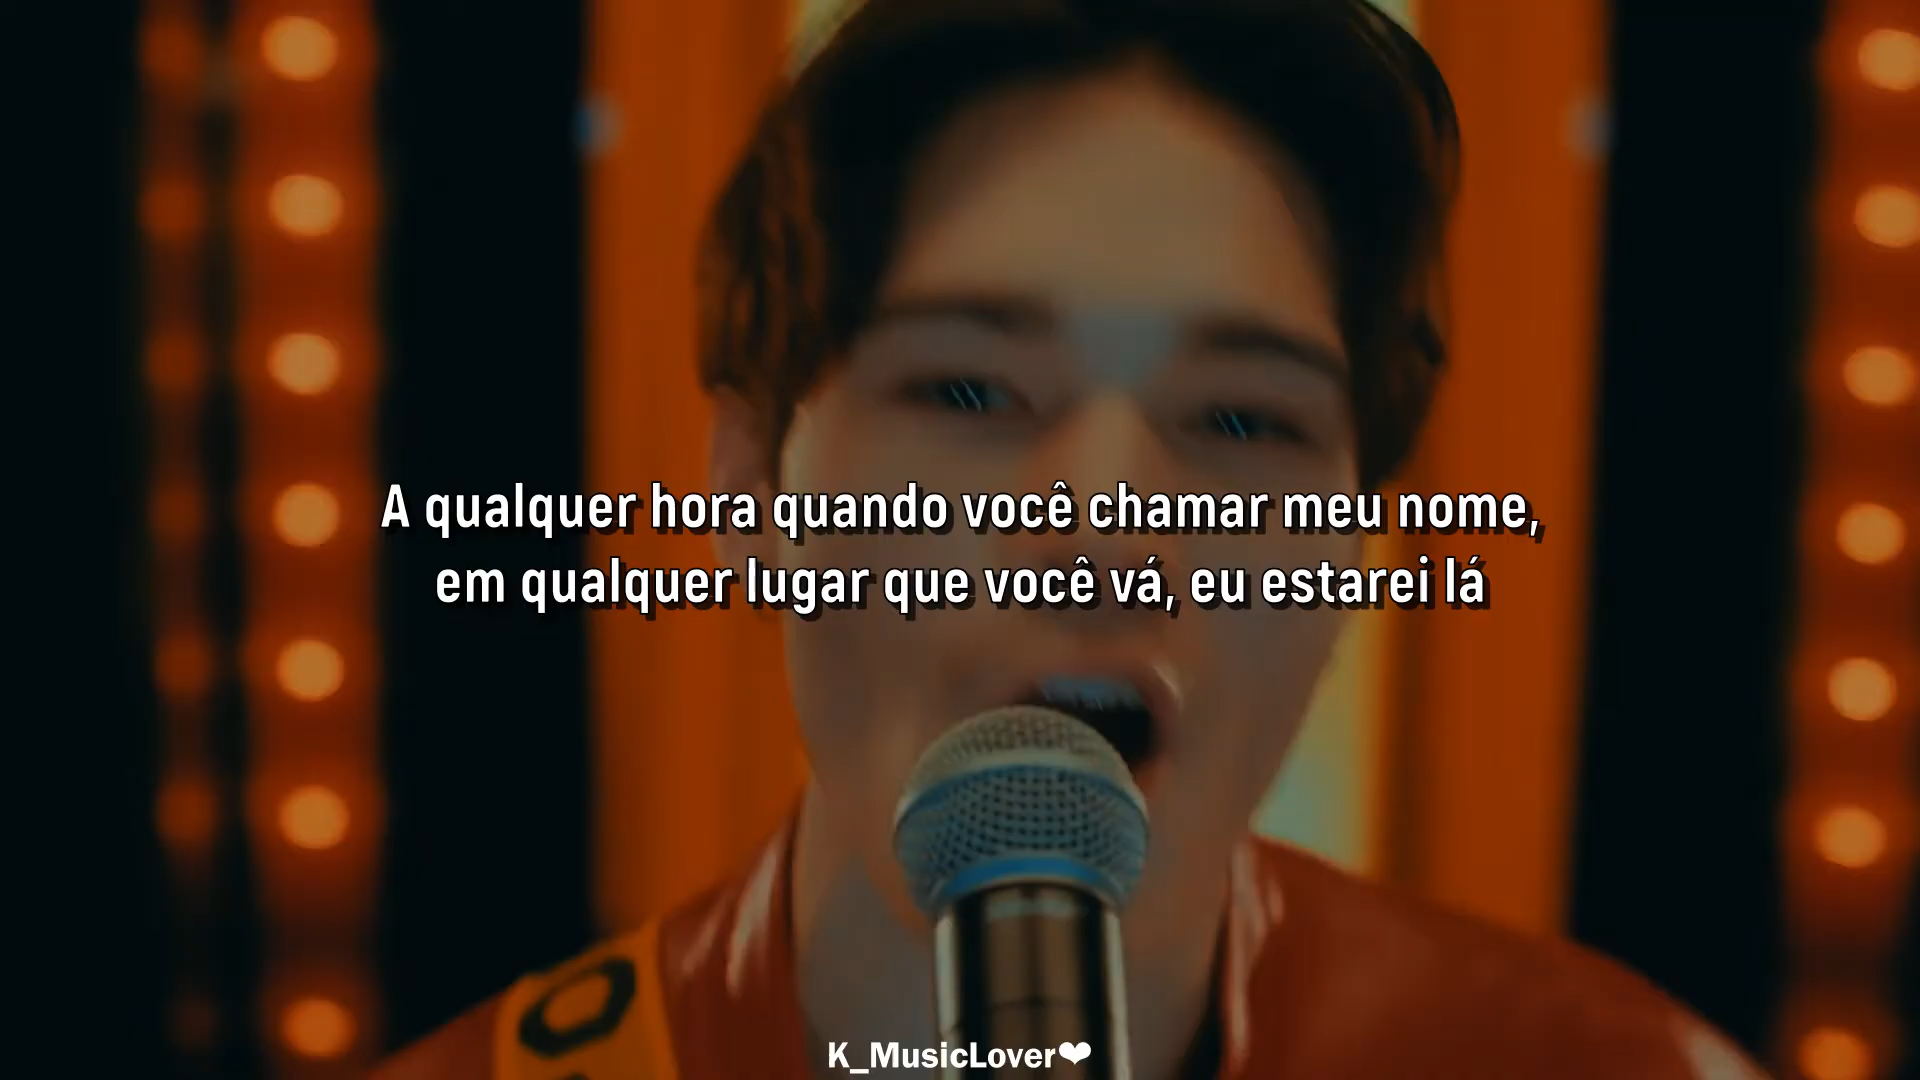 A qualquer hora quando você chamar meu nome,
em qualquer lugar que você vá, eu estarei lá
K_MusicLover❤